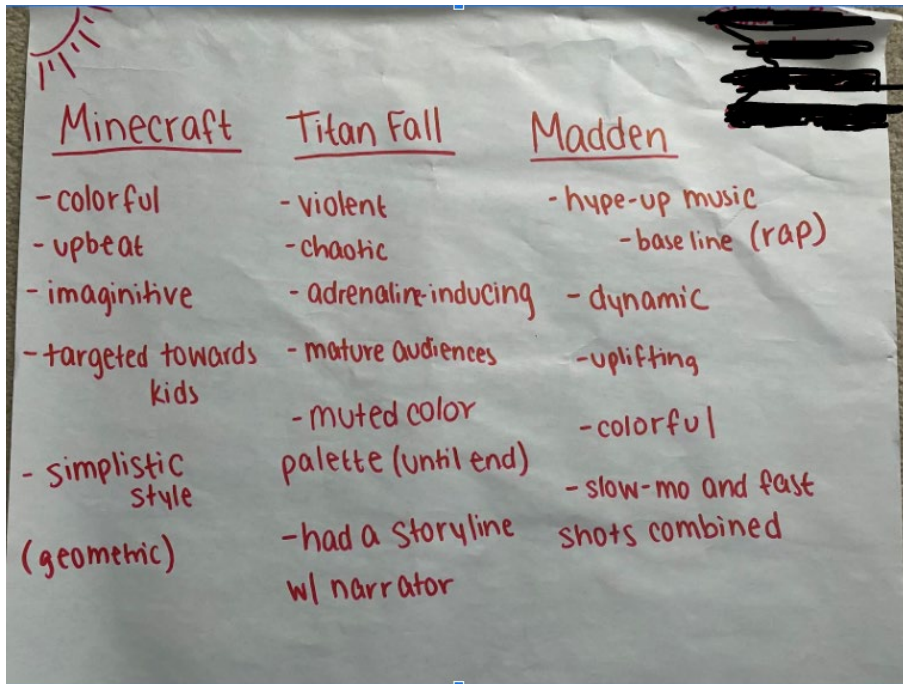 Minecraft
- colorful
- upbeat
- imaginitive
- targeted towards
kids
- simplistic
style
(geometric)
Titan Fall
- violent
- chaotic
- adrenaline-inducing
- mature audiences
- muted color
palette (until end)
- had a storyline
w/ narrator
Madden
- hype-up music
- base line (rap)
- dynamic
- uplifting
- colorful
- slow-mo and fast
shots combined